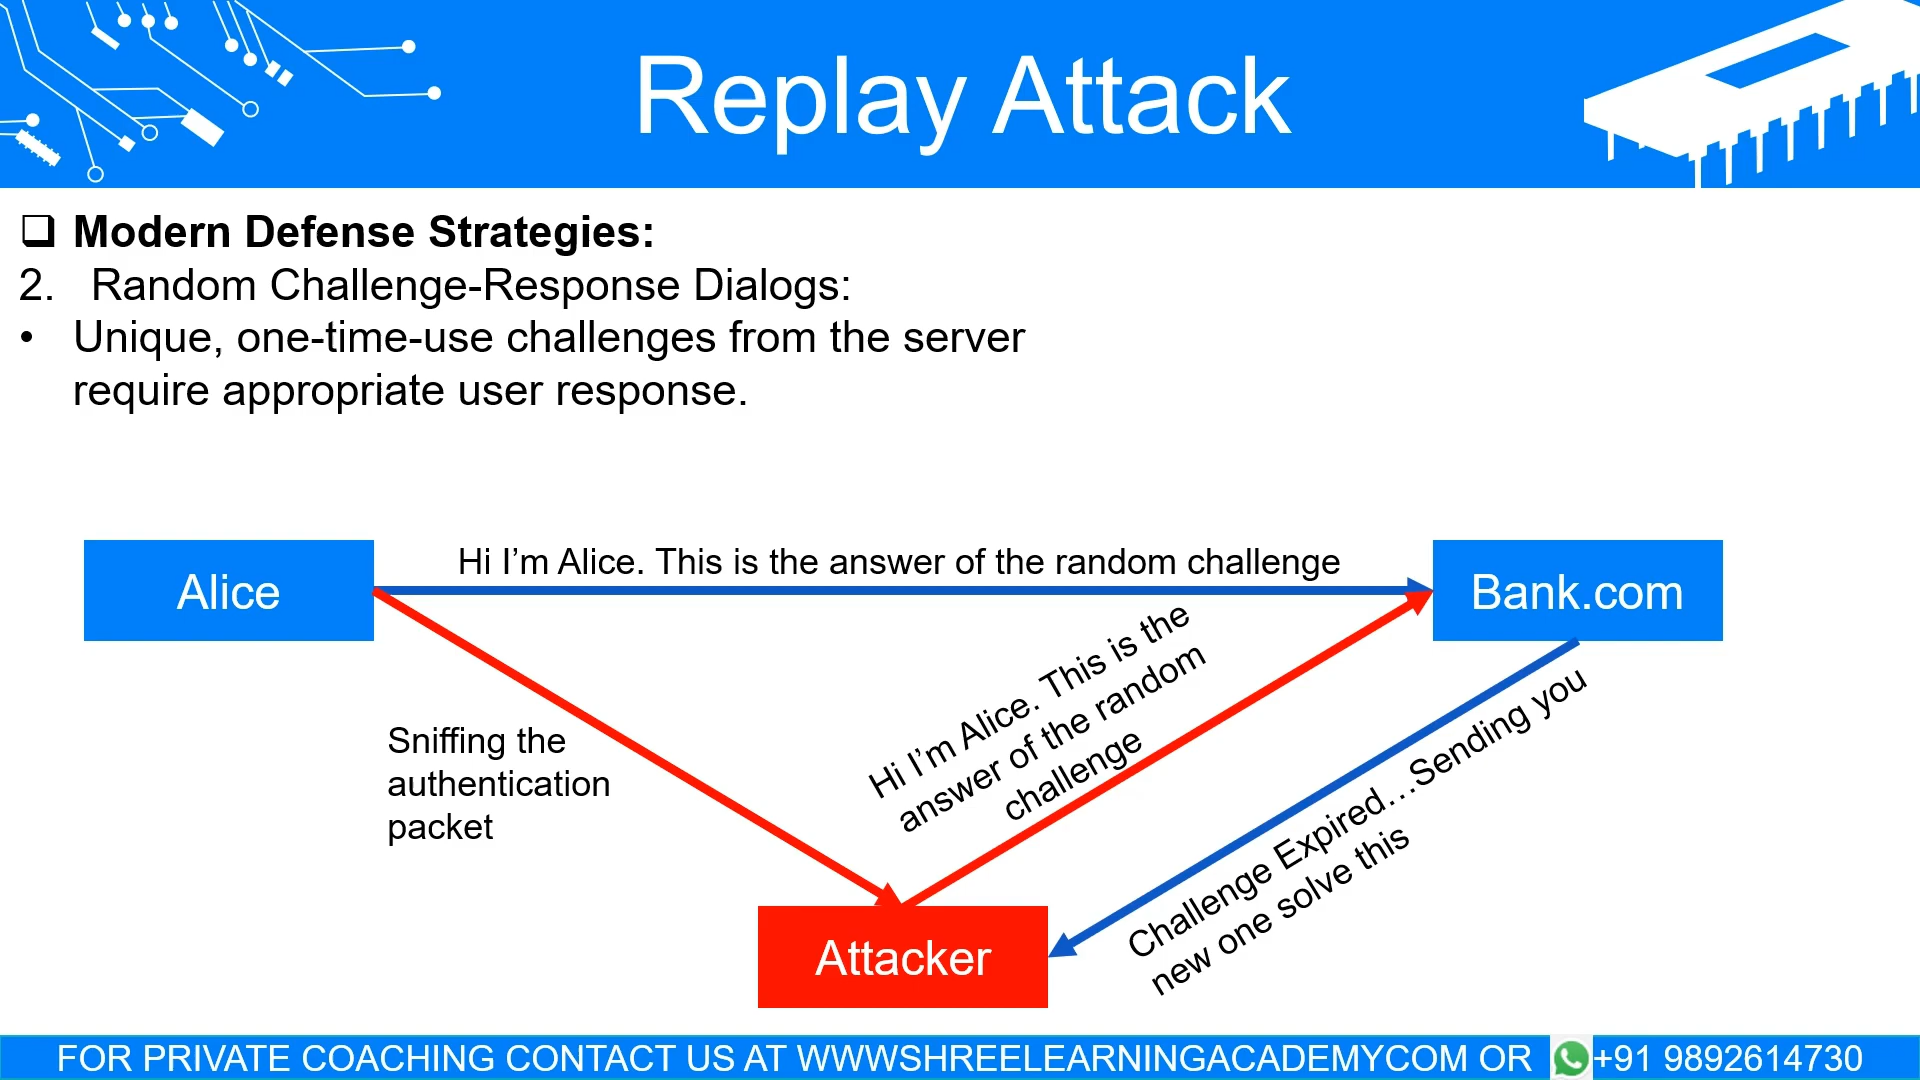 Replay Attack
❑ Modern Defense Strategies:
2. Random Challenge-Response Dialogs:
• Unique, one-time-use challenges from the server
require appropriate user response.
Alice
Hi I’m Alice. This is the answer of the random challenge
Bank.com
Sniffing the
authentication
packet
Hi I’m Alice. This is the
answer of the random
challenge
Challenge Expired…Sending you
new one solve this
Attacker
FOR PRIVATE COACHING CONTACT US AT WWWSHREELEARNINGACADEMYCOM OR +91 9892614730